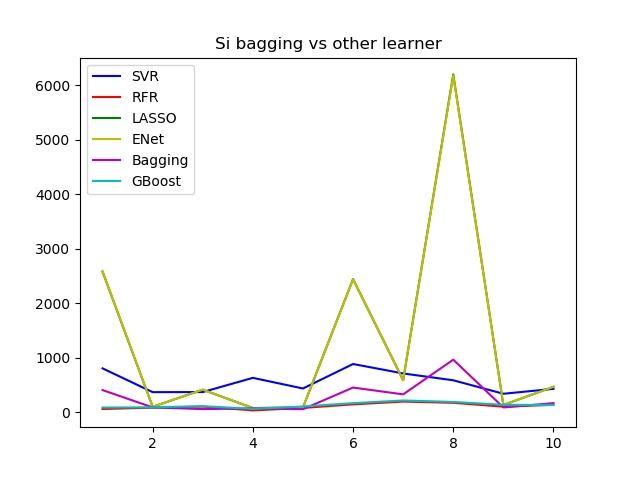 Si bagging vs other learner
SVR
RFR
LASSO
ENet
Bagging
GBoost
6000
5000
4000
3000
2000
1000
0
2 4 6 8 10